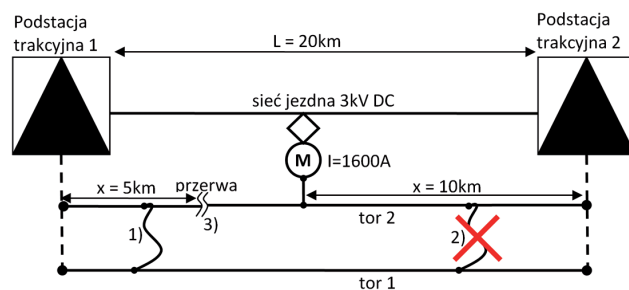 Podstacja
trakcyjna 1
Podstacja
trakcyjna 2
L = 20km
sieć jezdna 3kV DC
M
I=1600A
x = 5km
przerwa
x = 10km
1)
3)
tor 2
2)
tor 1